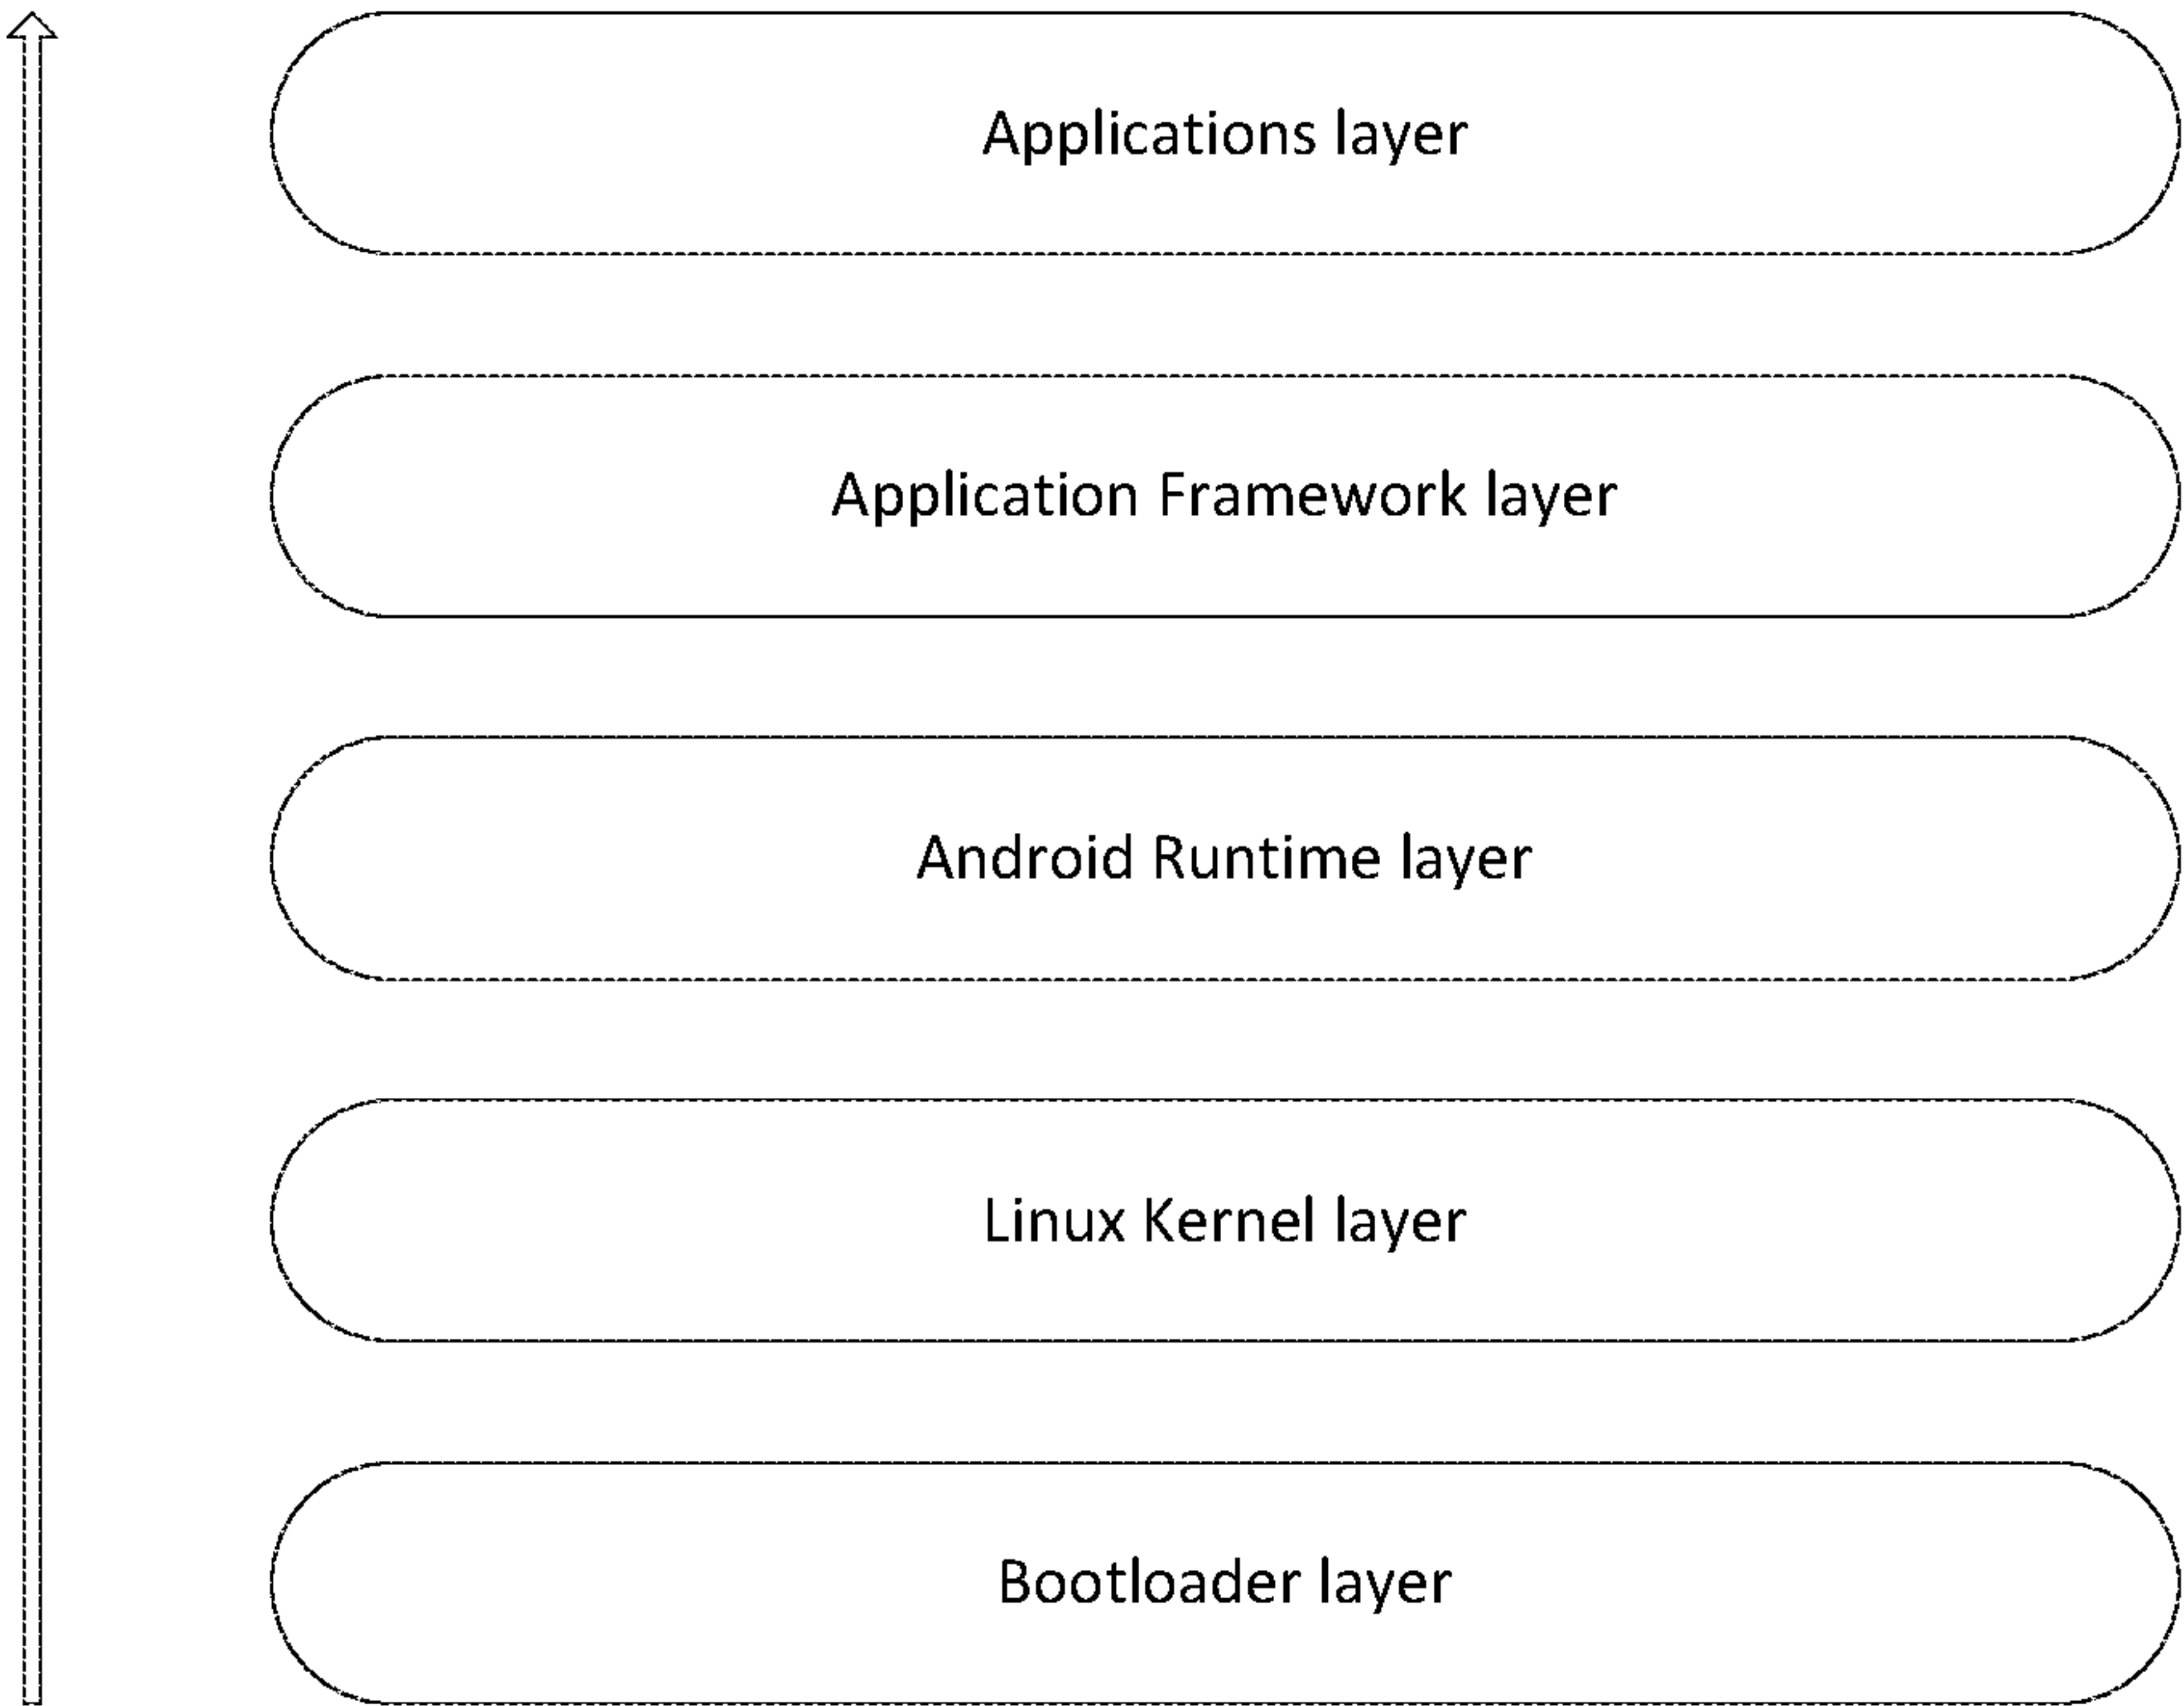 Applications layer
Application Framework layer
Android Runtime layer
Linux Kernel layer
Bootloader layer